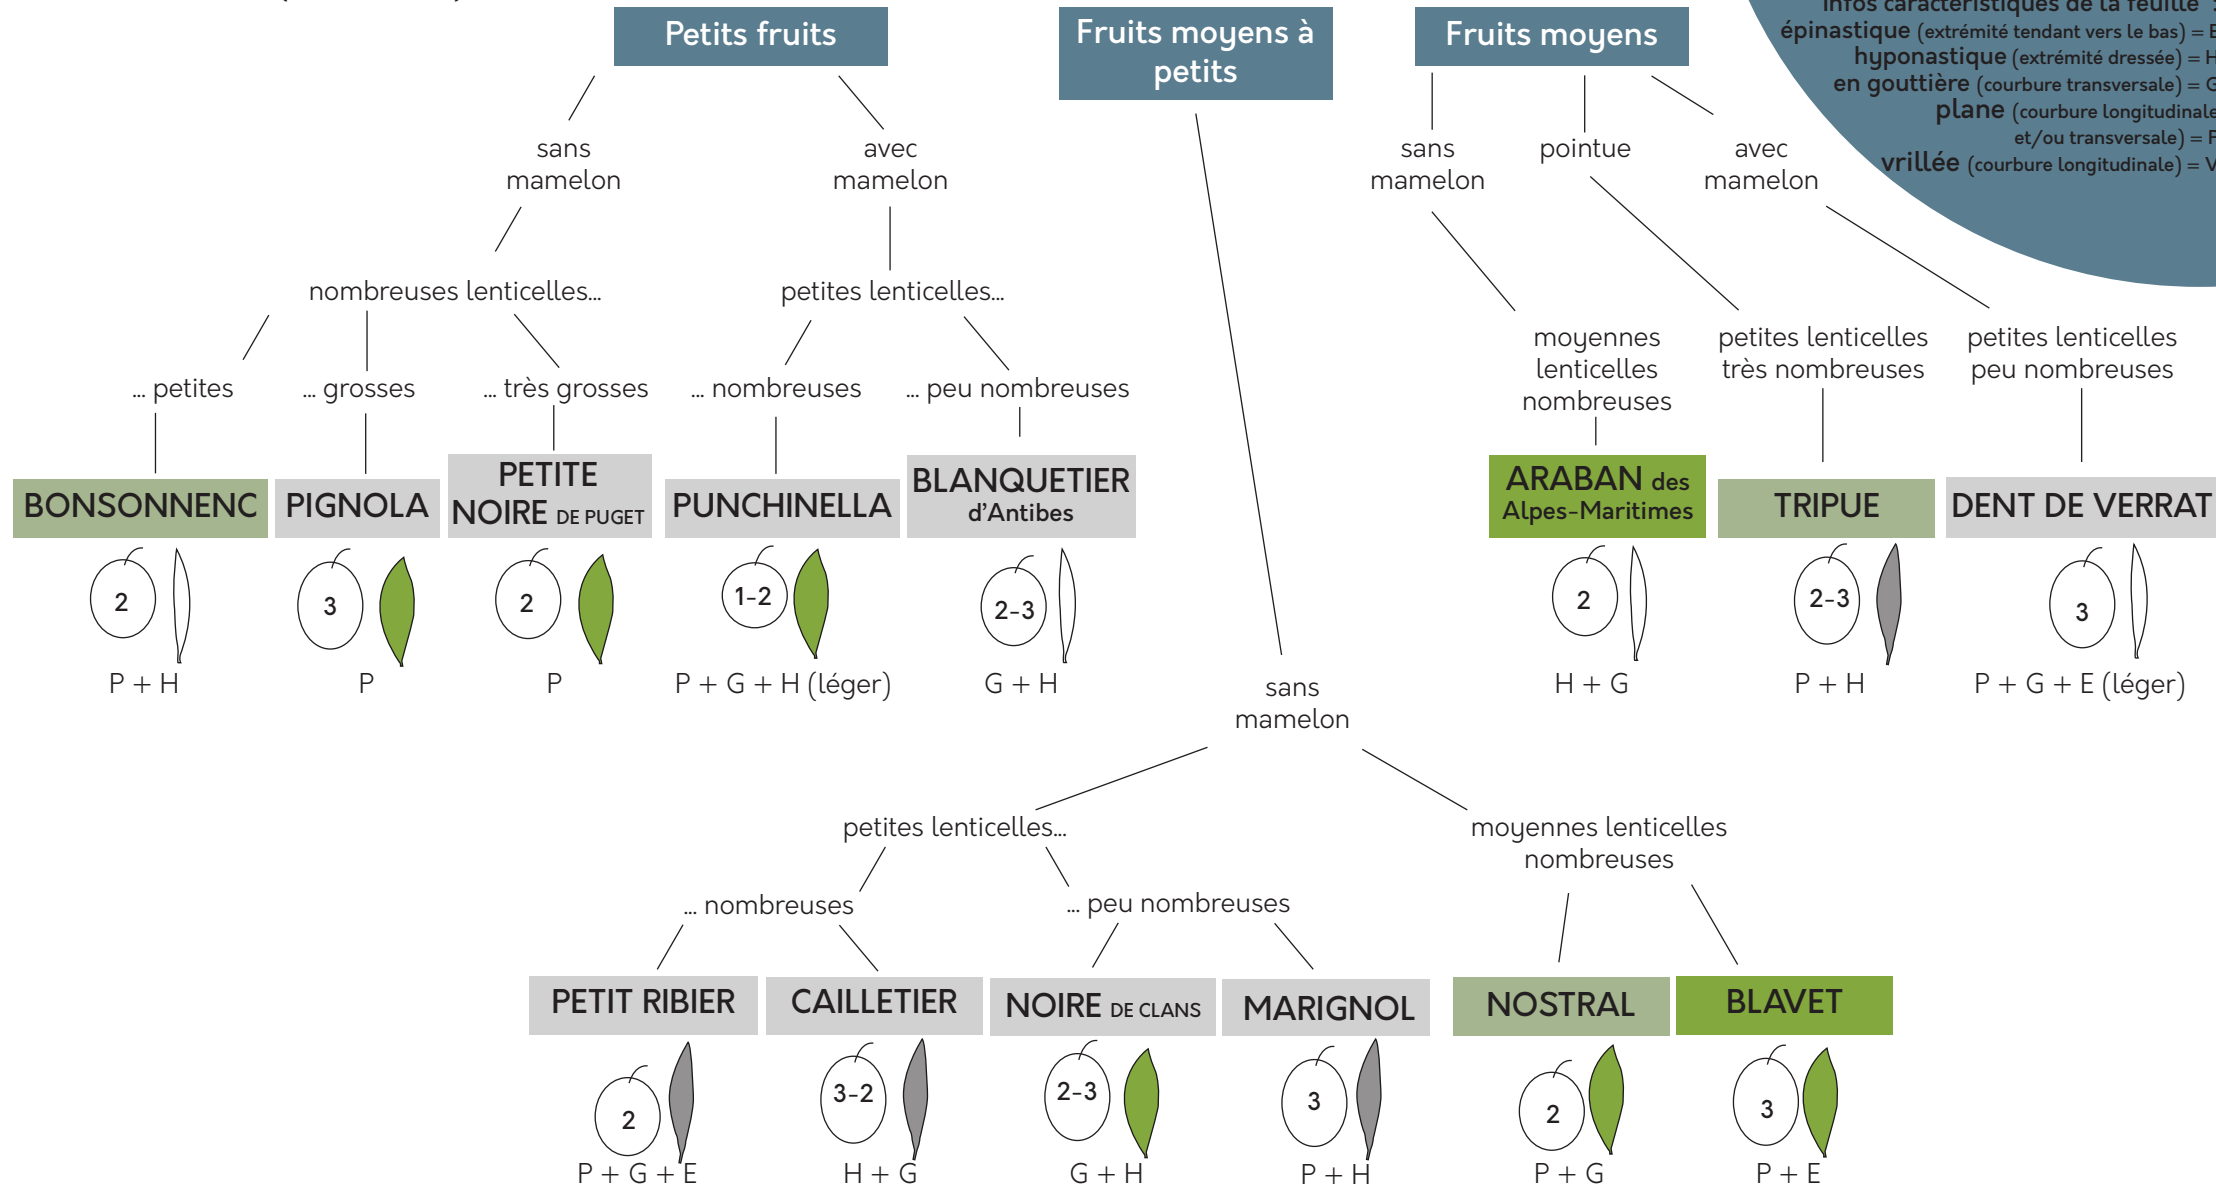 Petits fruits
Fruits moyens à
petits
Fruits moyens
infos caractéristiques de la feuille :
épinastique (extrémité tendant vers le bas) = E
hyponastique (extrémité dressée) = H
en gouttière (courbure transversale) = G
plane (courbure longitudinale
et/ou transversale) = P
vrillée (courbure longitudinale) = V
sans
mamelon
avec
mamelon
sans
mamelon
pointue
avec
mamelon
nombreuses lenticelles...
petites lenticelles...
... petites
... grosses
... très grosses
... nombreuses
... peu nombreuses
moyennes
lenticelles
nombreuses
petites lenticelles
très nombreuses
petites lenticelles
peu nombreuses
BONSONNENC
PIGNOLA
PETITE
NOIRE DE PUGET
PUNCHINELLA
BLANQUETIER
d'Antibes
ARABAN des
Alpes-Maritimes
TRIPUE
DENT DE VERRAT
2
3
2
1-2
2-3
2
2-3
3
P + H
P
P
P + G + H (léger)
G + H
H + G
P + H
P + G + E (léger)
sans
mamelon
petites lenticelles...
moyennes lenticelles
nombreuses
... nombreuses
... peu nombreuses
PETIT RIBIER
CAILLETIER
NOIRE DE CLANS
MARIGNOL
NOSTRAL
BLAVET
2
3-2
2-3
3
2
3
P + G + E
H + G
G + H
P + H
P + G
P + E